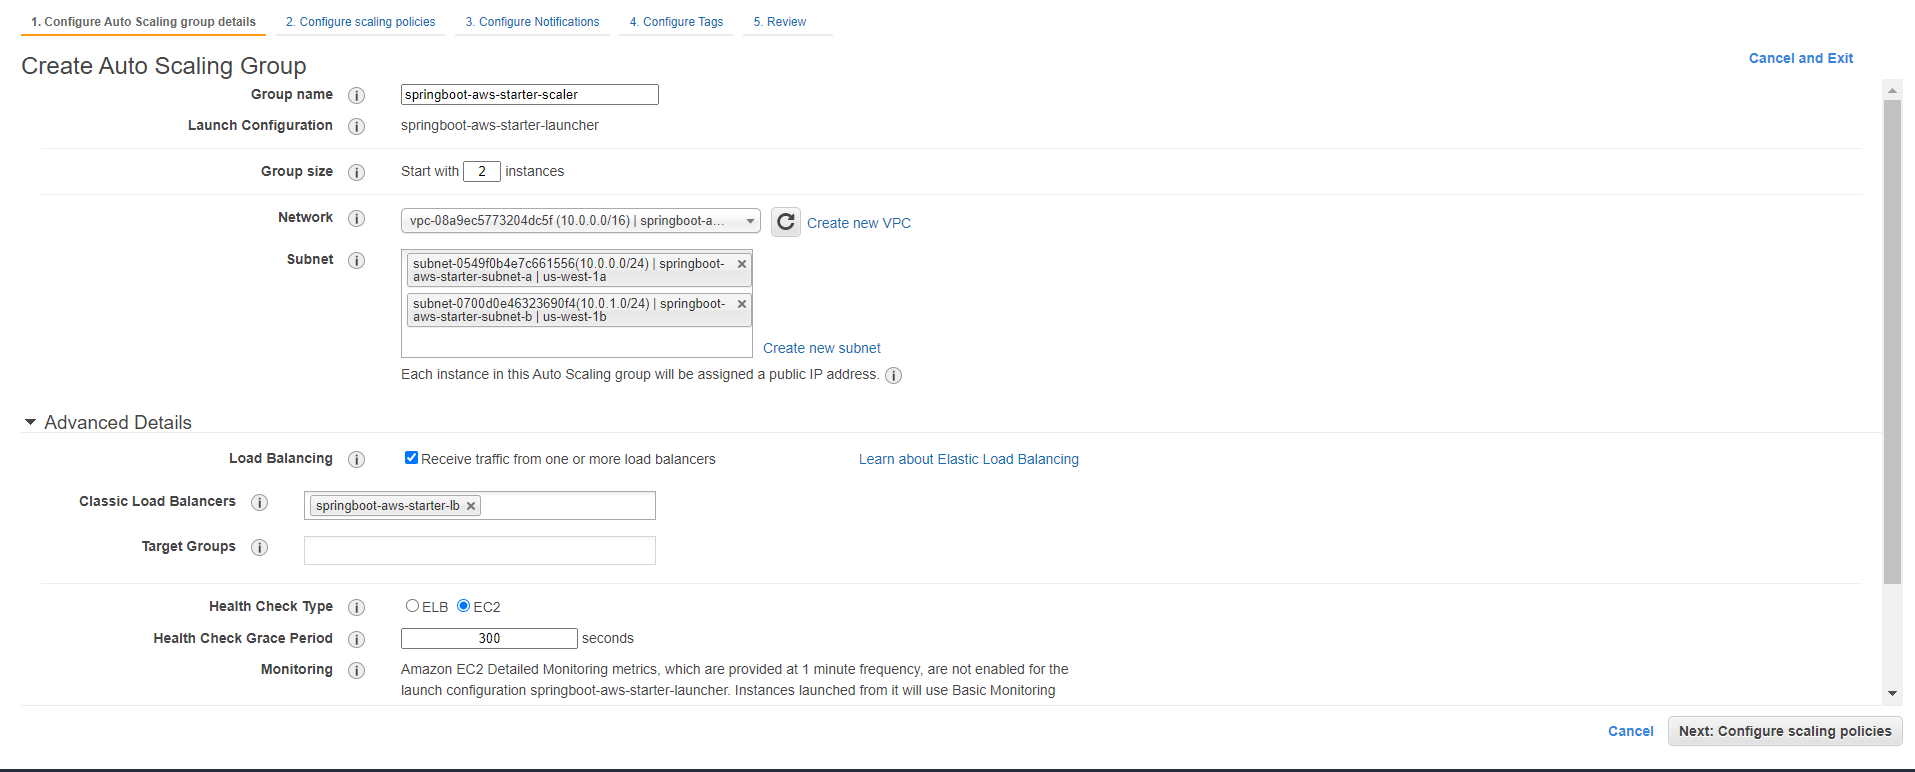 1. Configure Auto Scaling group details 2. Configure scaling policies 3. Configure Notifications 4. Configure Tags 5. Review
Create Auto Scaling Group
Cancel and Exit
Group name springboot-aws-starter-scaler
Launch Configuration springboot-aws-starter-launcher
Group size Start with 2 instances
Network vpc-08a9ec5773204dc5f (10.0.0.0/16) | springboot-a... Create new VPC
Subnet subnet-0549f0b4e7c661556(10.0.0.0/24) | springboot-
aws-starter-subnet-a | us-west-1a
subnet-0700d0e46323690f4(10.0.1.0/24) | springboot-
aws-starter-subnet-b | us-west-1b
Create new subnet
Each instance in this Auto Scaling group will be assigned a public IP address.
Advanced Details
Load Balancing Receive traffic from one or more load balancers Learn about Elastic Load Balancing
Classic Load Balancers springboot-aws-starter-lb
Target Groups
Health Check Type ELB EC2
Health Check Grace Period 300 seconds
Monitoring Amazon EC2 Detailed Monitoring metrics, which are provided at 1 minute frequency, are not enabled for the
launch configuration springboot-aws-starter-launcher. Instances launched from it will use Basic Monitoring
Cancel Next: Configure scaling policies